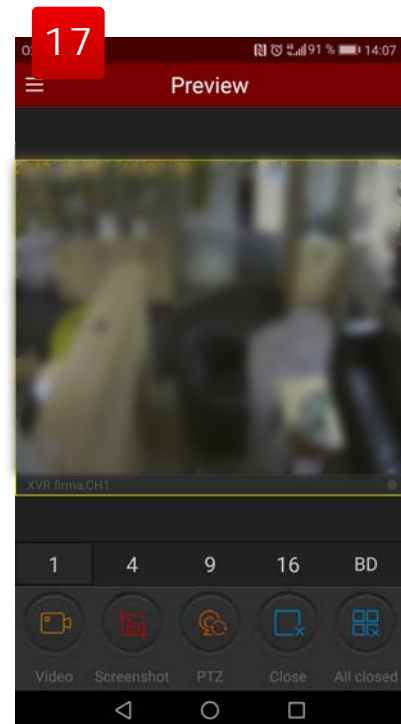 17
91 % 14:07
Preview
XVR firma,CH1
1 4 9 16 BD
Video Screenshot PTZ Close All closed